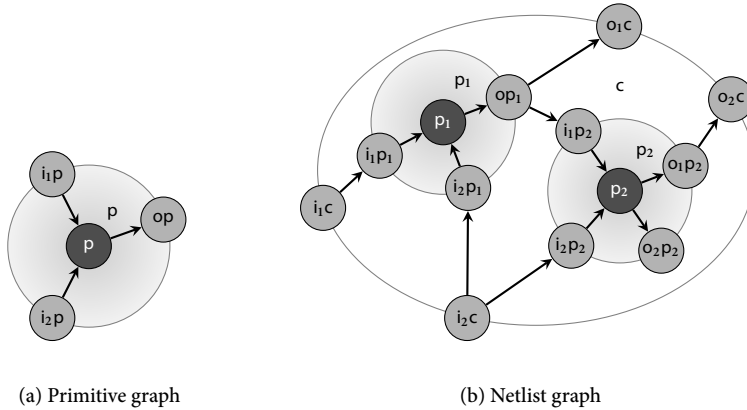 o₁c
p₁
c
op₁
o₂c
p₁
i₁p₂
i₁p₁
p₂
o₁p₂
i₁p
i₂p₁
p₂
i₁c
p
op
p
i₂p₂
o₂p₂
i₂p
i₂c
(a) Primitive graph
(b) Netlist graph